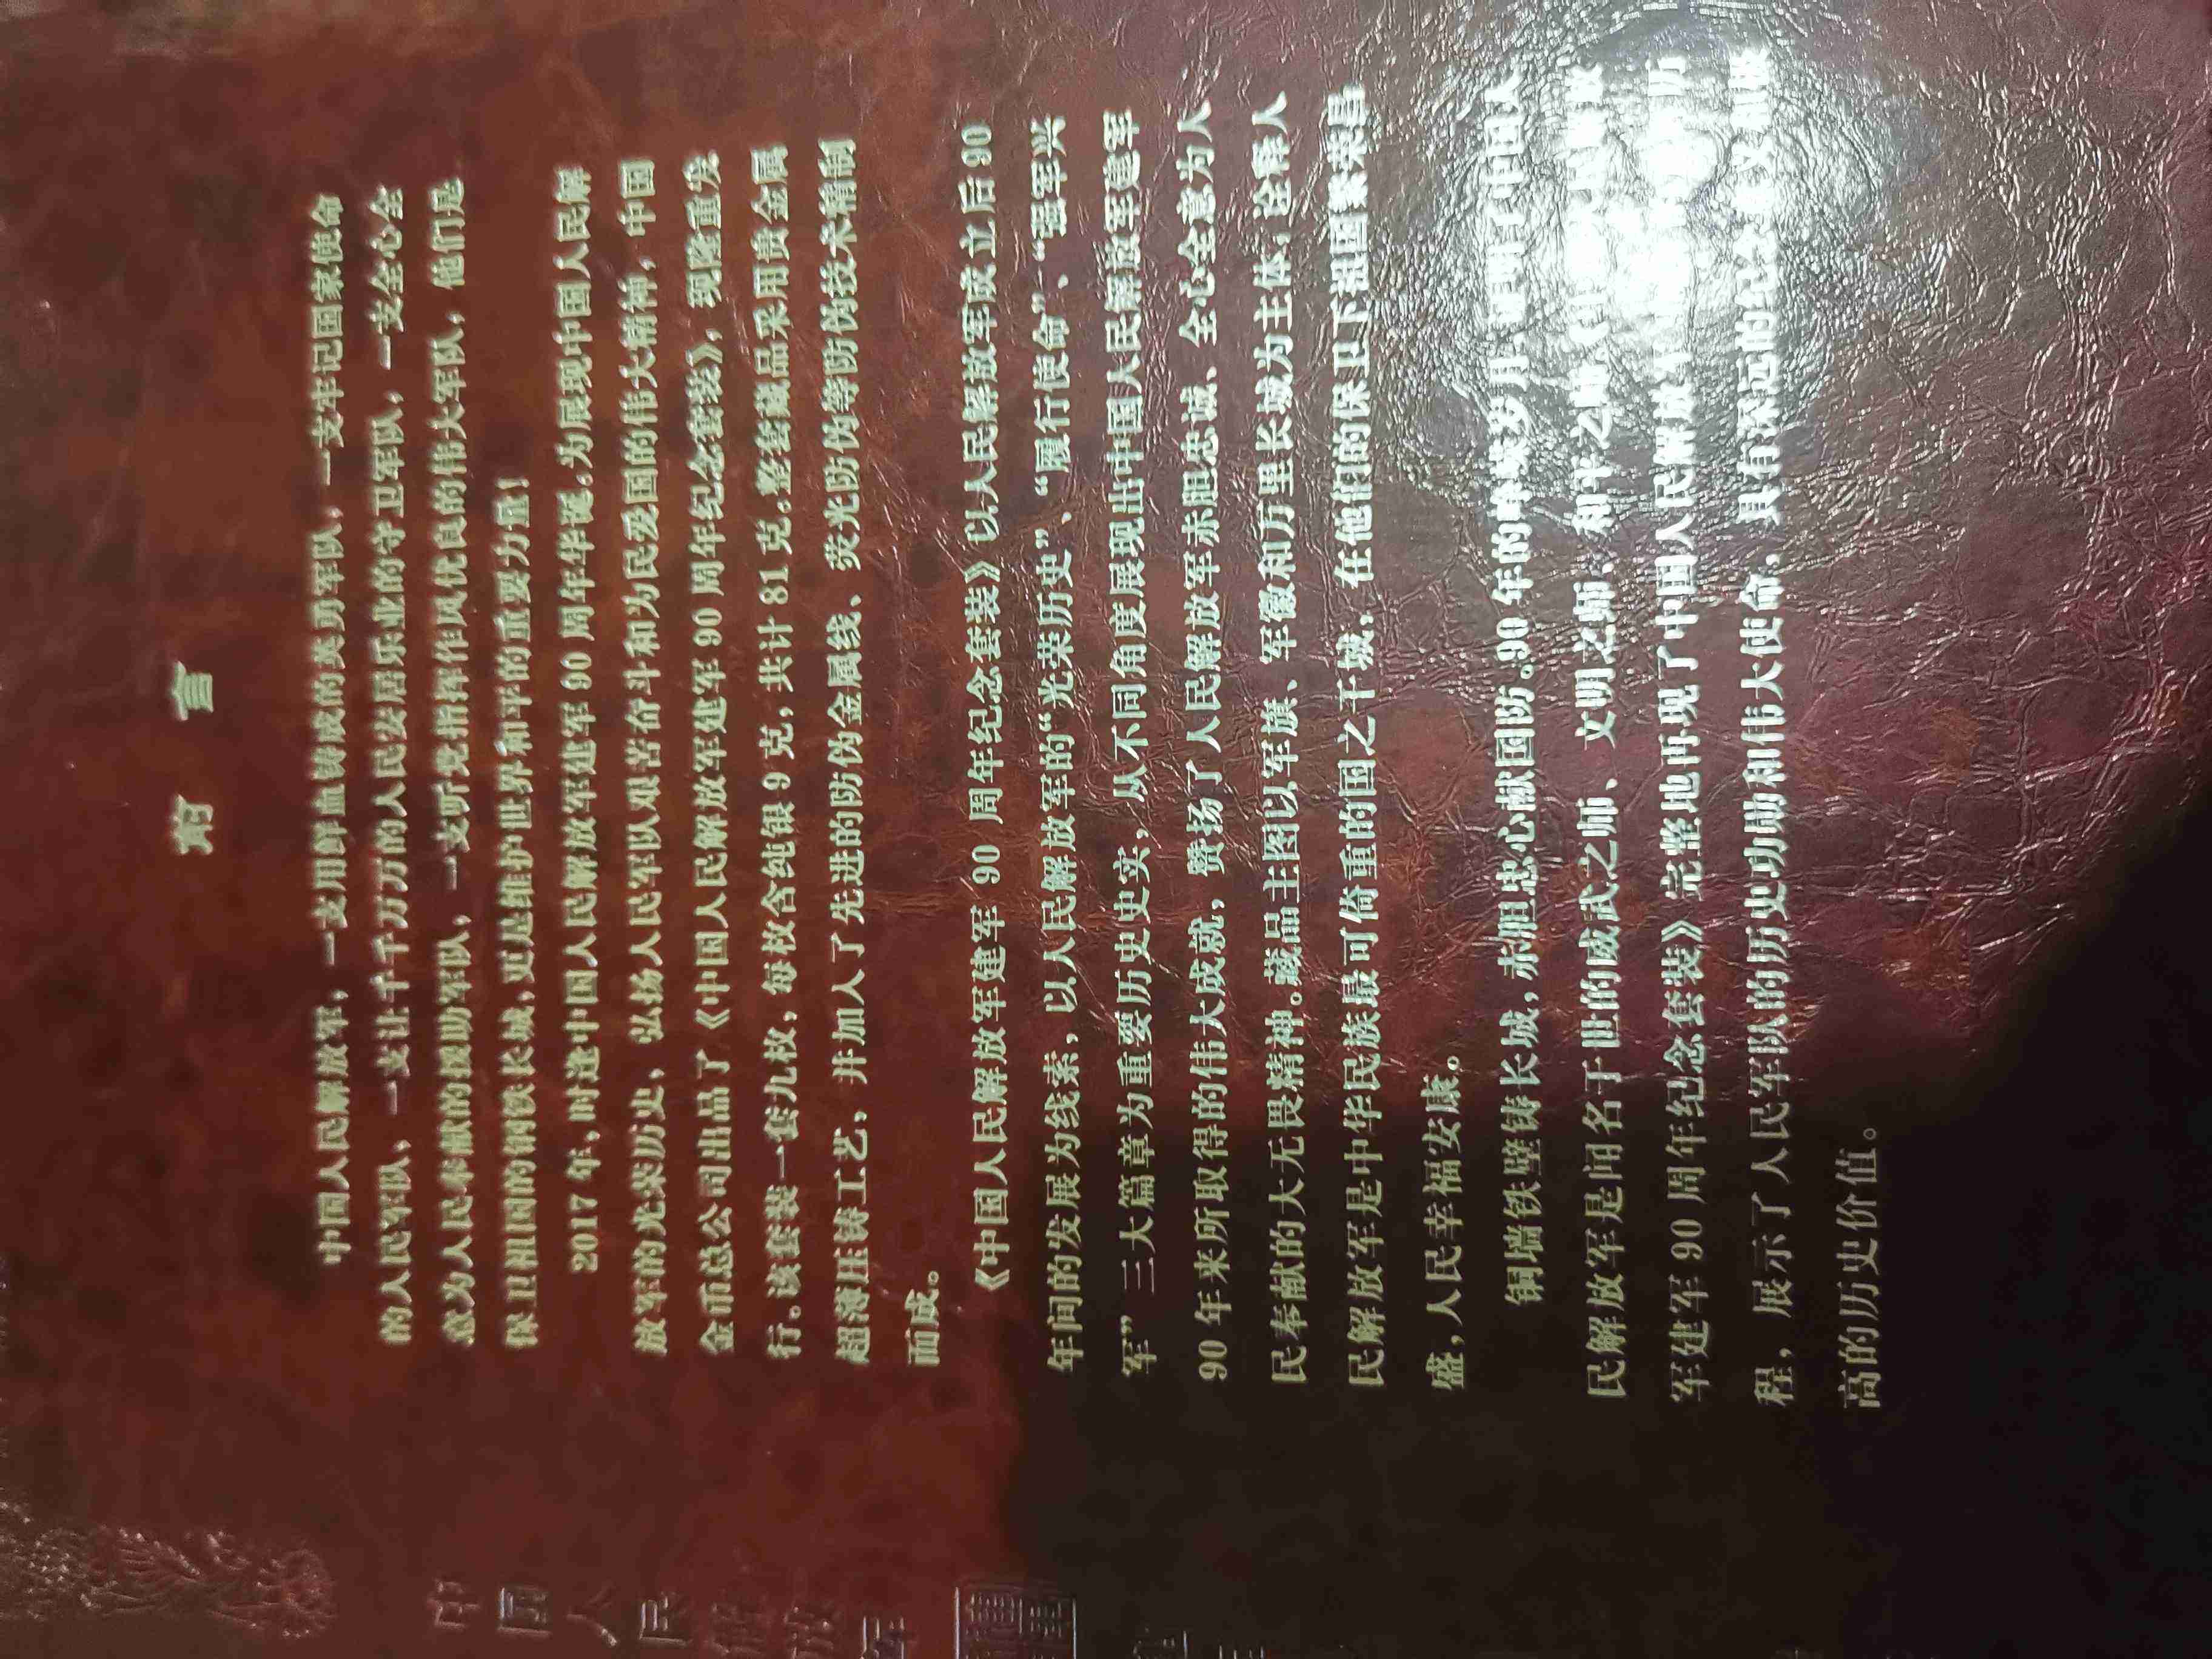 前 言
中国人民解放军，一支用鲜血铸成的英勇军队，一支牢记国家使命
的人民军队，一支让千千万万的人民安居乐业的守卫军队，一支全心全
意为人民奉献的援助军队，一支听党指挥作风优良的伟大军队，他们是
保卫祖国的钢铁长城,更是维护世界和平的重要力量!
2017年,时逢中国人民解放军建军90周年华诞。为展现中国人民解
放军的光荣历史，弘扬人民军队艰苦奋斗和为民爱国的伟大精神，中国
金币总公司出品了《中国人民解放军建军90周年纪念套装》，现隆重发
行。该套装一套九枚，每枚含纯银9克，共计81克。整套藏品采用贵金属
超薄压铸工艺，并加入了先进的防伪金属线、荧光防伪等防伪技术精制
而成。
《中国人民解放军建军90周年纪念套装》以人民解放军成立后90
年间的发展为线索，以人民解放军的“光荣历史”、“履行使命”、“强军兴
军”三大篇章为重要历史史实，从不同角度展现出中国人民解放军建军
90年来所取得的伟大成就，赞扬了人民解放军赤胆忠诚、全心全意为人
民奉献的大无畏精神。藏品主图以军旗、军徽和万里长城为主体，诠释人
民解放军是中华民族最可倚重的国之干城，在他们的保卫下祖国繁荣昌
盛，人民幸福安康。
铜墙铁壁铸长城，赤胆忠心献国防。90年的峥嵘岁月,证明了中国人
民解放军是闻名于世的威武之师、文明之师、和平之师
军建军90周年纪念套装》完整地再现了中国人民解放
程，展示了人民军队的历史功勋和伟大使命，具有深远的纪念意义和
高的历史价值。
中国人民解放军
建